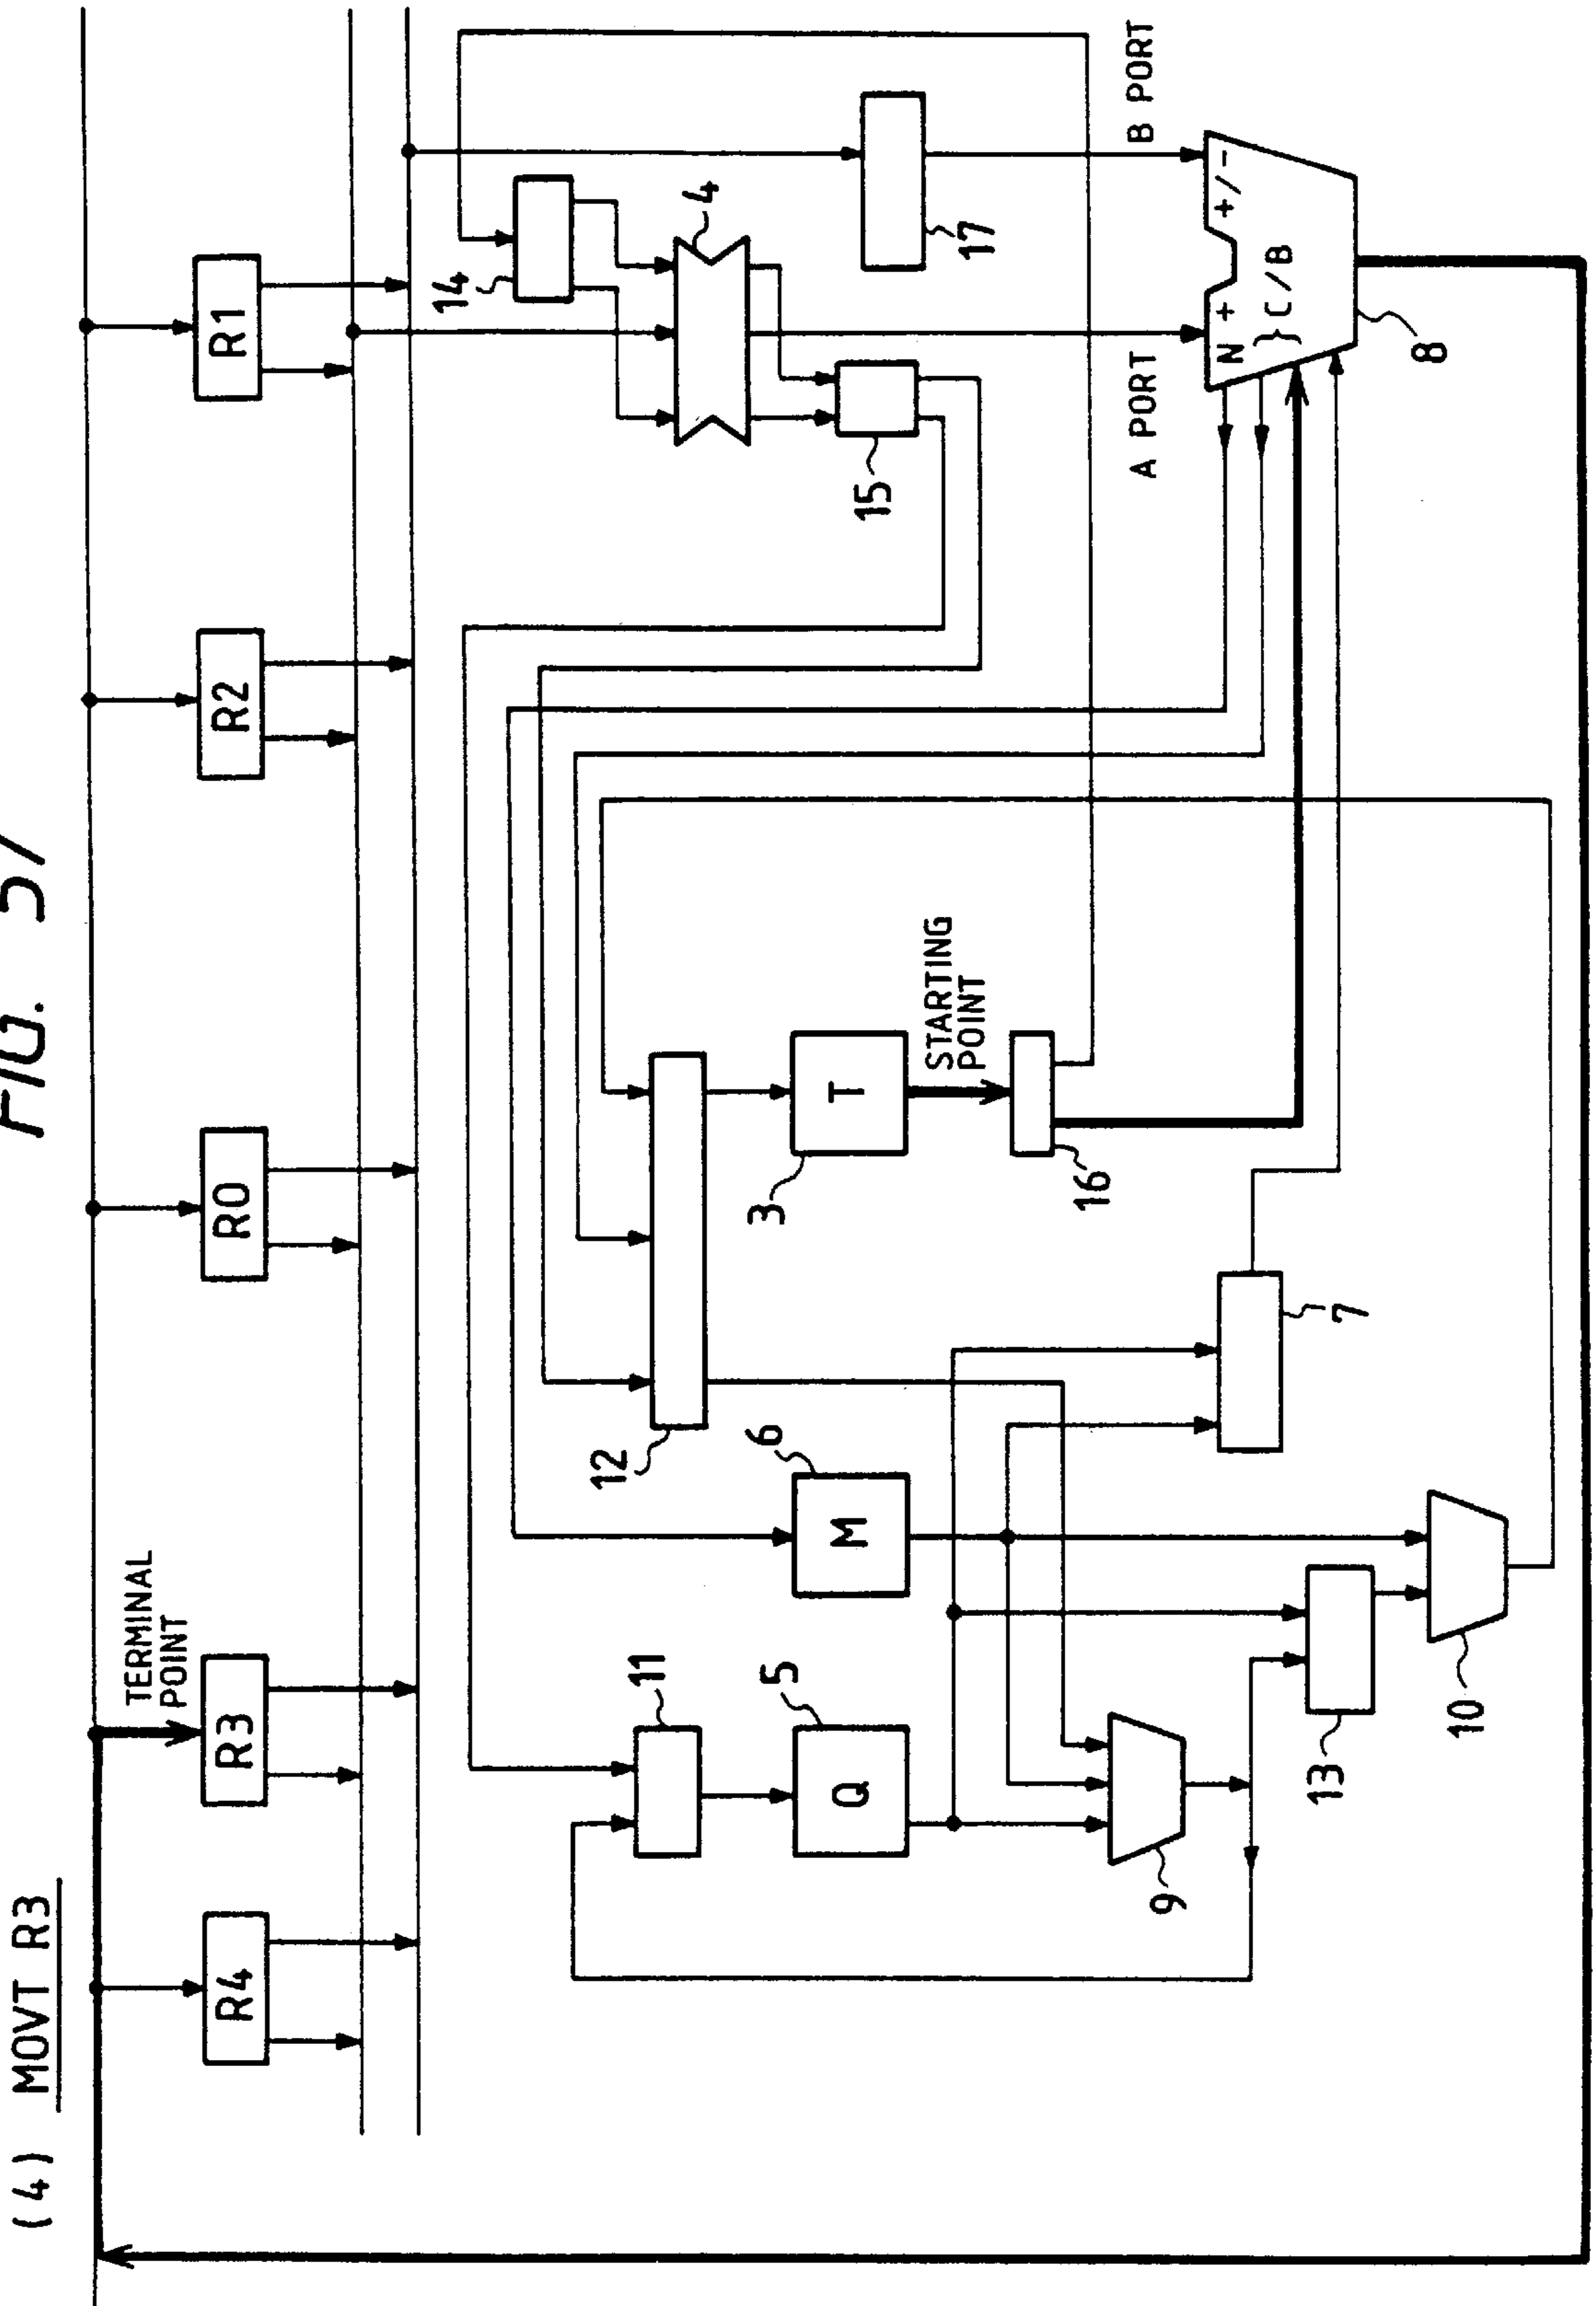 FIG. 37
(4) MOVT R3
TERMINAL
POINT
R4
R3
R0
R2
R1
14
4
11
12
15
17
5
Q
6
M
3
T
STARTING
POINT
16
A PORT
B PORT
9
7
N + +/-
} C/B
8
13
10